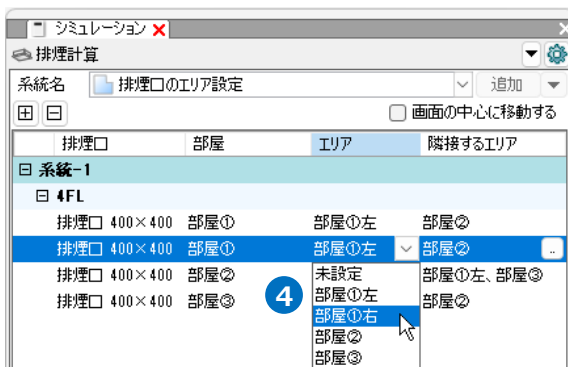 シミュレーション
排煙計算
系統名 排煙口のエリア設定 追加
画面の中心に移動する
排煙口 部屋 エリア 隣接するエリア
系統-1
4FL
排煙口 400×400 部屋① 部屋①左 部屋②
排煙口 400×400 部屋① 部屋①左 部屋② ..
排煙口 400×400 部屋② 未設定 部屋①左、部屋③
排煙口 400×400 部屋③ 部屋①左 部屋②
4
部屋①右
部屋②
部屋③